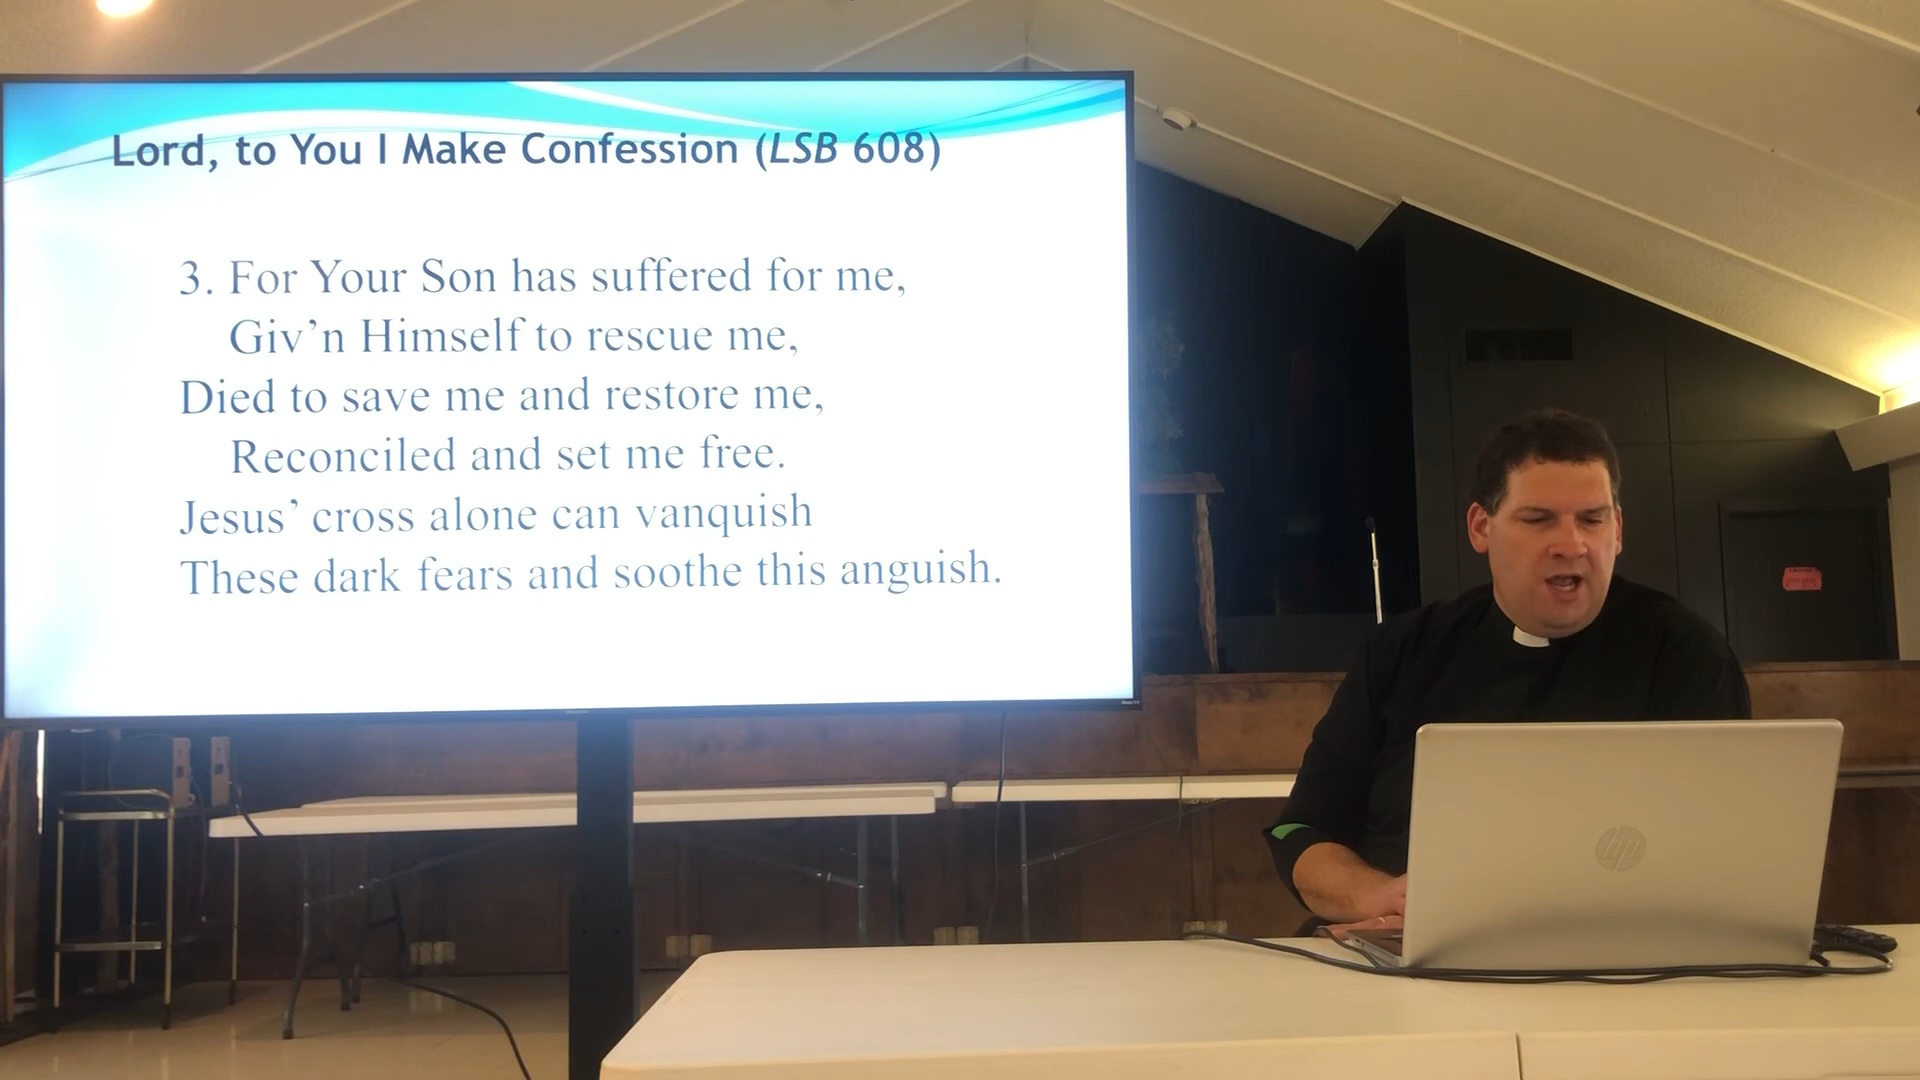 Lord, to You I Make Confession (LSB 608)
3. For Your Son has suffered for me,
Giv’n Himself to rescue me,
Died to save me and restore me,
Reconciled and set me free.
Jesus’ cross alone can vanquish
These dark fears and soothe this anguish.
hp